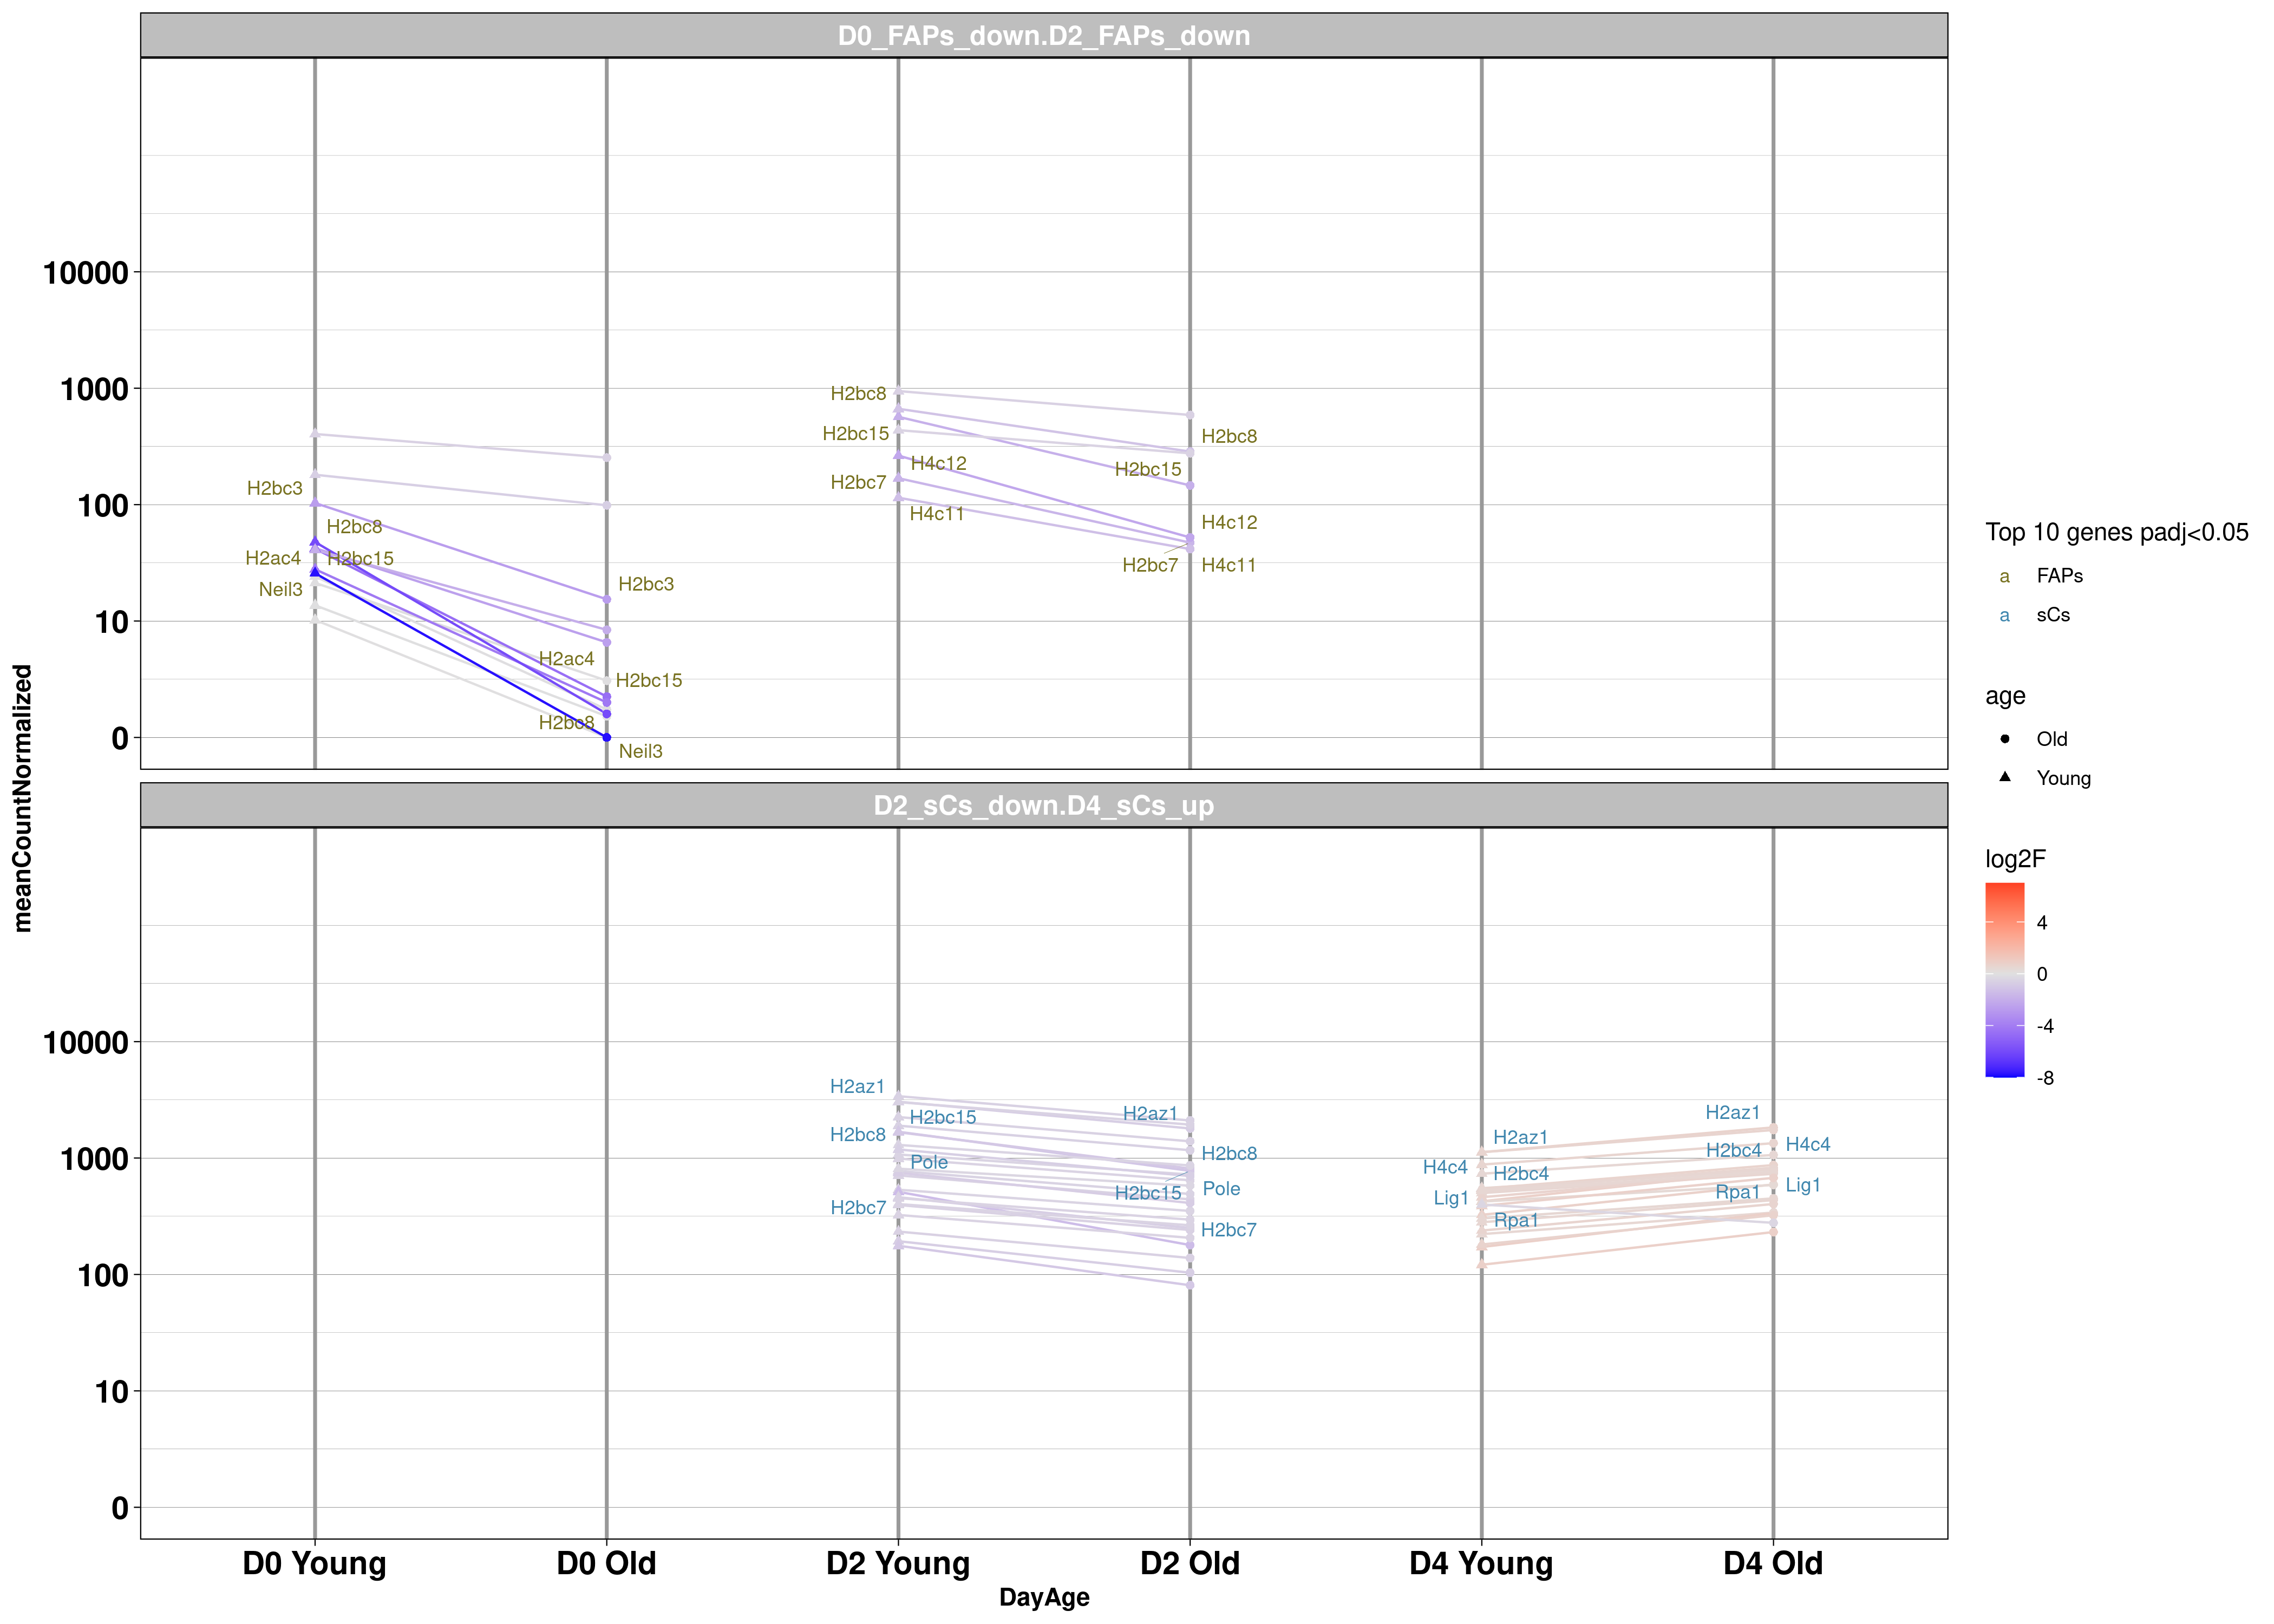 D0_FAPs_down.D2_FAPs_down
meanCountNormalized
10000
1000
100
10
0
H2bc3
H2bc8
H2ac4
H2bc15
Neil3
H2bc3
H2ac4
H2bc15
H2bc8
Neil3
H2bc8
H2bc15
H4c12
H2bc7
H4c11
H2bc8
H2bc15
H4c12
H2bc7
H4c11
D2_sCs_down.D4_sCs_up
10000
1000
100
10
0
H2az1
H2bc15
H2bc8
Pole
H2bc7
H2az1
H2bc8
H2bc15
Pole
H2bc7
H2az1
H4c4
H2bc4
Lig1
Rpa1
H2az1
H4c4
H2bc4
Lig1
Rpa1
D0 Young
D0 Old
D2 Young
D2 Old
D4 Young
D4 Old
DayAge
Top 10 genes padj<0.05
a FAPs
a sCs
age
Old
Young
log2F
4
0
-4
-8